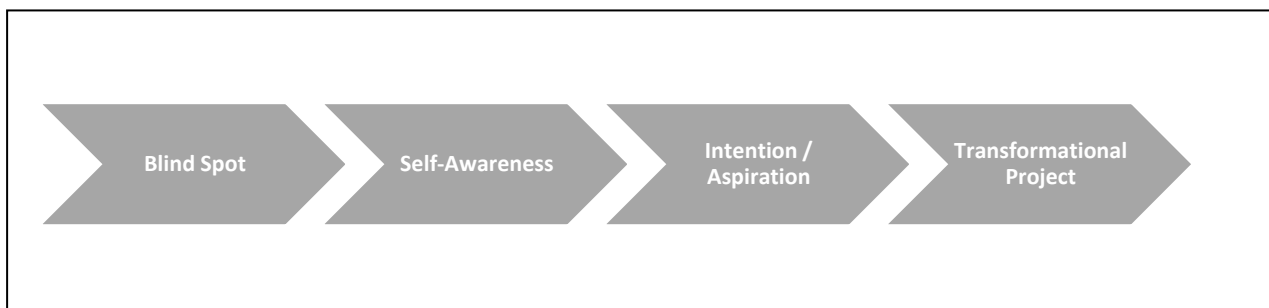 Blind Spot
Self-Awareness
Intention /
Aspiration
Transformational
Project